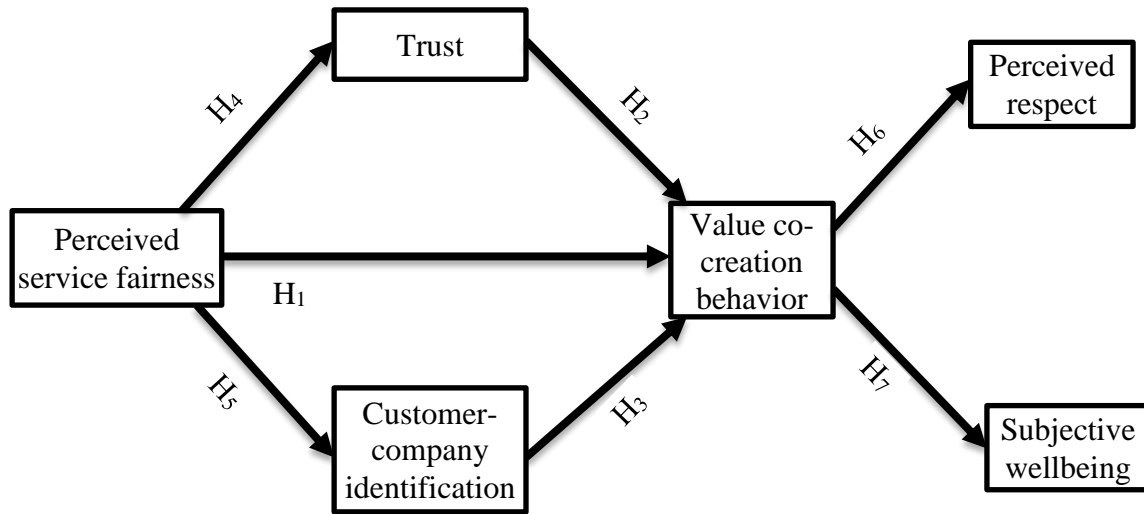 Trust
Perceived
respect
H₄
H₂
H₆
Perceived
service fairness
Value co-
creation
behavior
H₁
H₅
H₃
H₇
Customer-
company
identification
Subjective
wellbeing